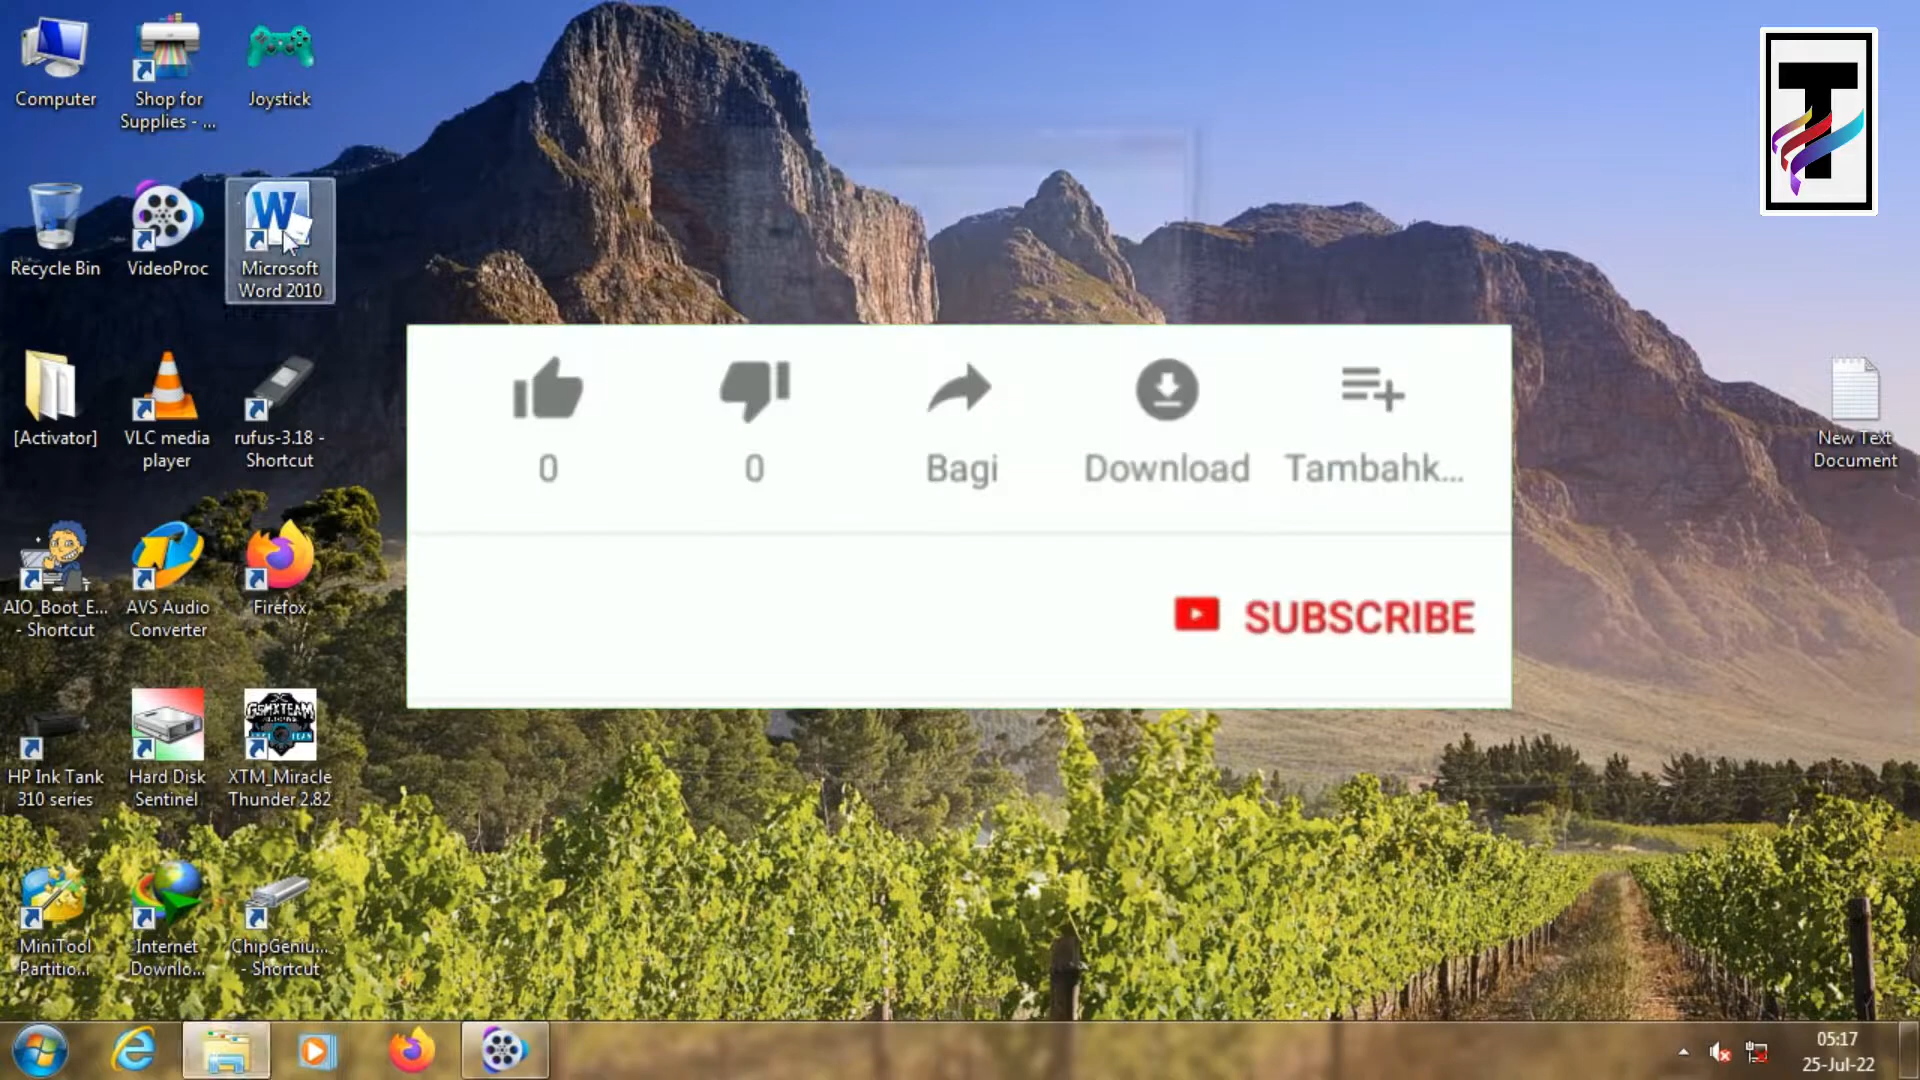 Computer
Shop for
Supplies - ...
Joystick
Recycle Bin
VideoProc
W
Microsoft
Word 2010
[Activator]
VLC media
player
rufus-3.18 -
Shortcut
AIO_Boot_E...
- Shortcut
AVS Audio
Converter
Firefox
HP Ink Tank
310 series
Hard Disk
Sentinel
XTM_Miracle
Thunder 2.82
MiniTool
Partitio...
Internet
Downlo...
ChipGeniu...
- Shortcut
T
0
0
Bagi
Download
Tambahk...
SUBSCRIBE
New Text
Document
05:17
25-Jul-22